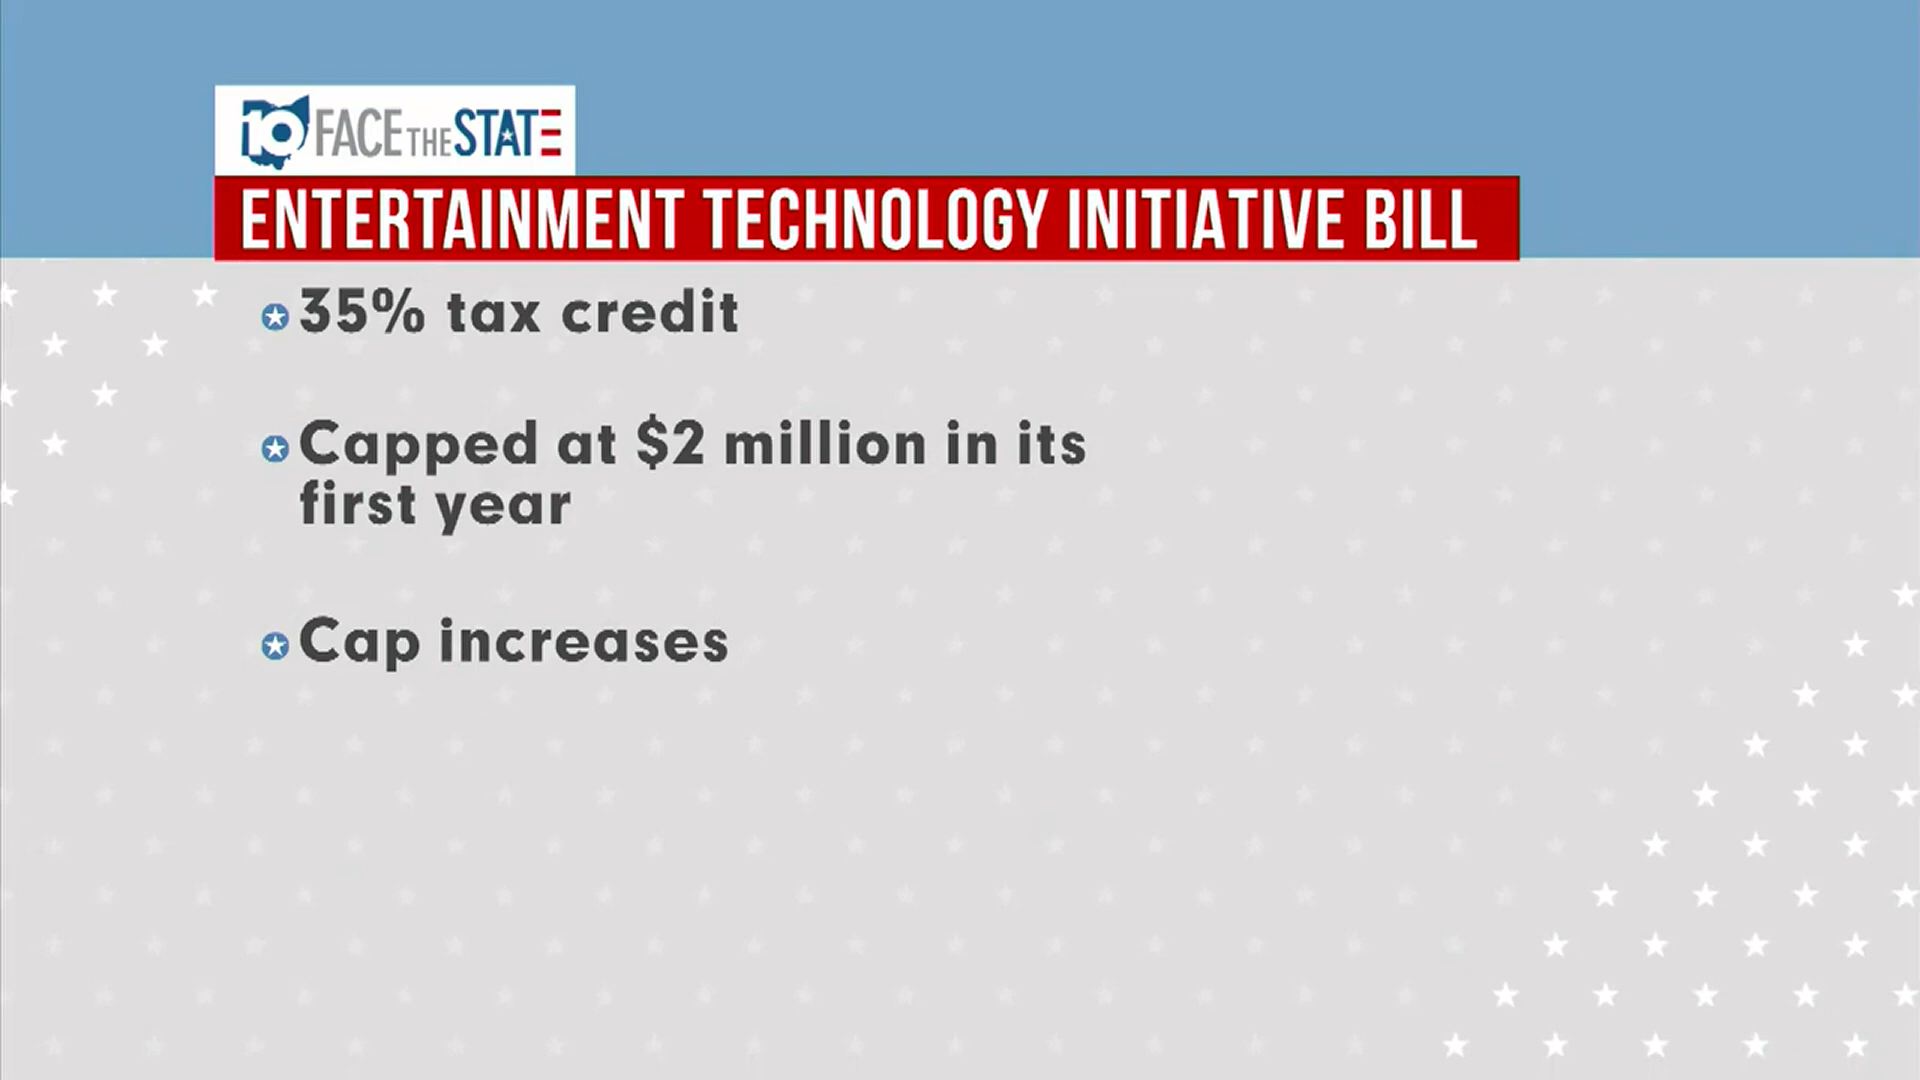 10 FACE THE STATE
ENTERTAINMENT TECHNOLOGY INITIATIVE BILL
35% tax credit
Capped at $2 million in its
first year
Cap increases